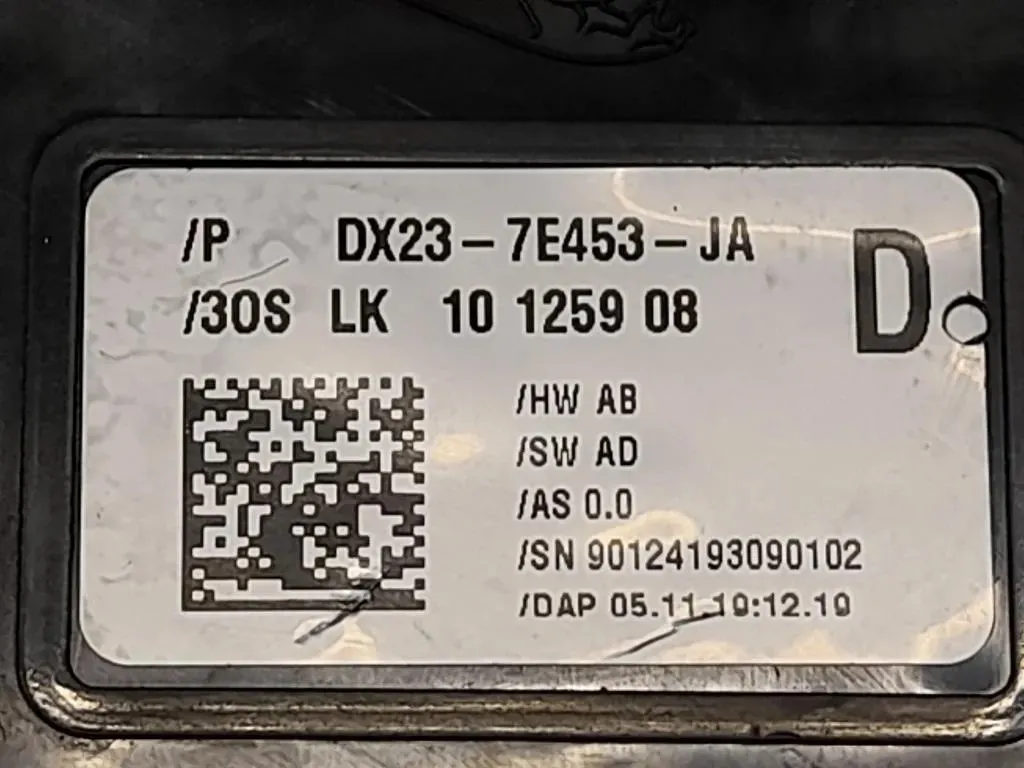 /P DX23-7E453-JA
D
/3OS LK 10 1259 08
/HW AB
/SW AD
/AS 0.0
/SN 90124193090102
/DAP 05.11.19:12.19